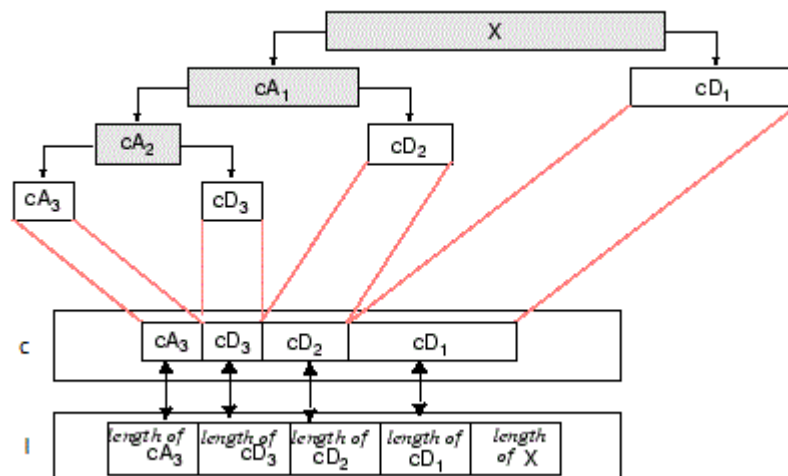 X
cA1
cD1
cA2
cD2
cA3
cD3
c
cA3 cD3 cD2 cD1
l
length of cA3
length of cD3
length of cD2
length of cD1
length of X